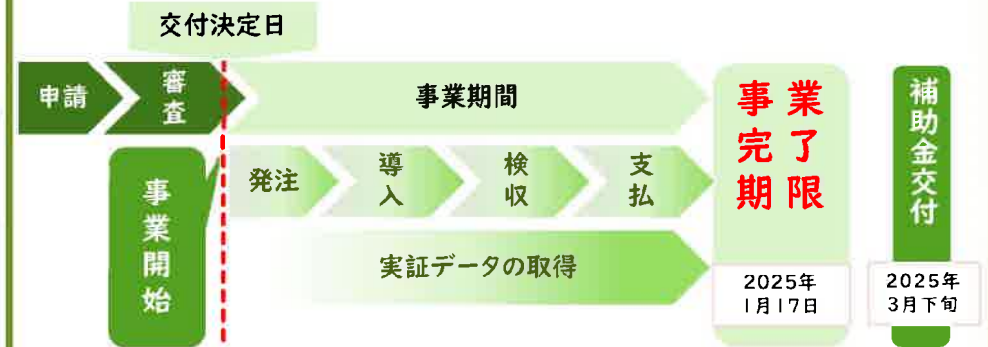 交付決定日
申請
審査
事業期間
事業
完了
期限
補助金交付
事業開始
発注
導入
検収
支払
実証データの取得
2025年
1月17日
2025年
3月下旬